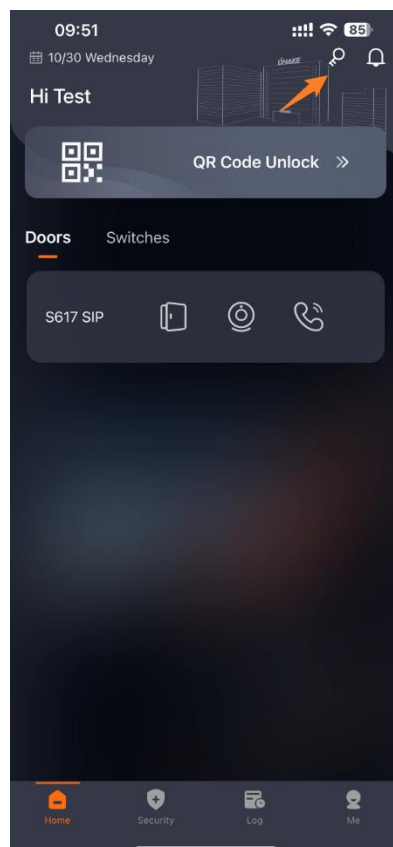 09:51
85
10/30 Wednesday
DNAKE
Hi Test
QR Code Unlock
Doors Switches
S617 SIP
Home Security Log Me